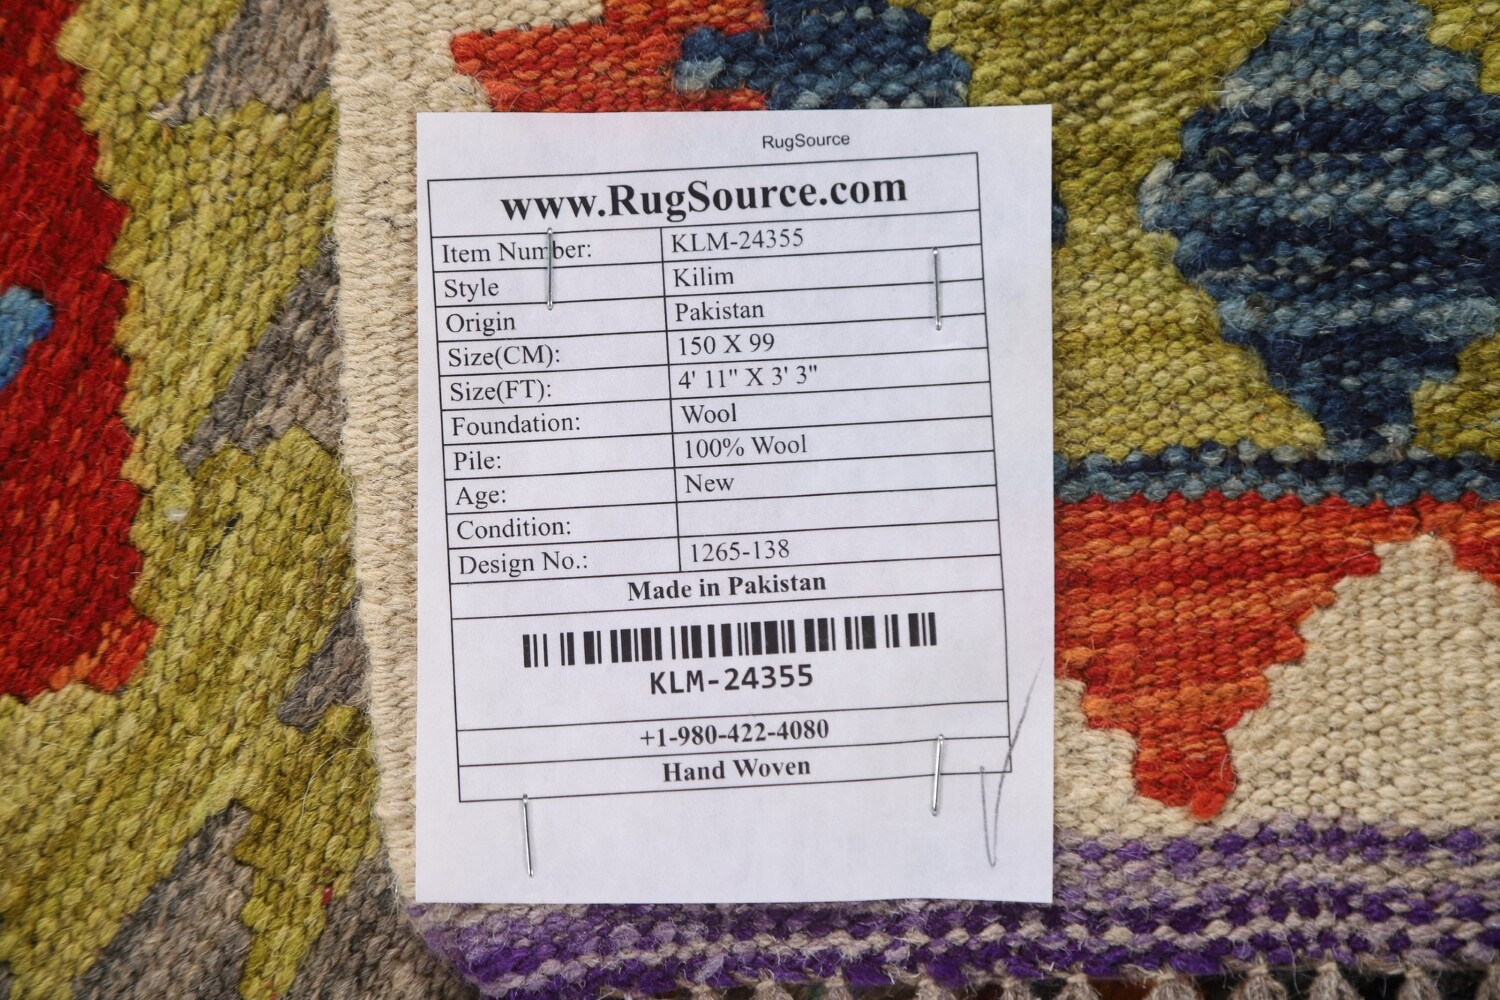 RugSource
www.RugSource.com
Item Number: KLM-24355
Style Kilim
Origin Pakistan
Size(CM): 150 X 99
Size(FT): 4' 11" X 3' 3"
Foundation: Wool
Pile: 100% Wool
Age: New
Condition:
Design No.: 1265-138
Made in Pakistan
KLM-24355
+1-980-422-4080
Hand Woven